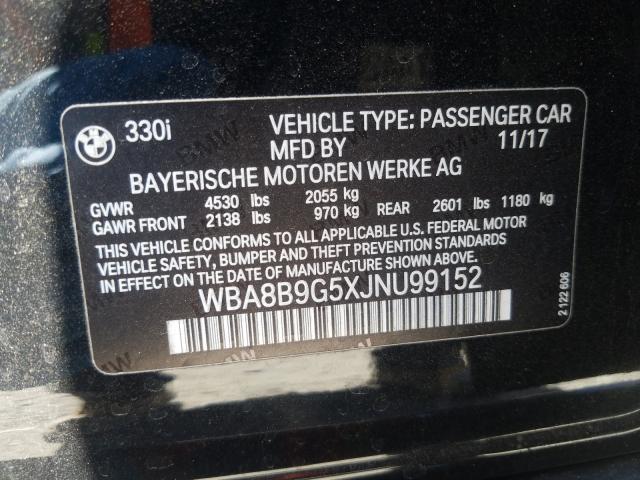 BMW 330i VEHICLE TYPE: PASSENGER CAR
MFD BY 11/17
BAYERISCHE MOTOREN WERKE AG
GVWR 4530 lbs 2055 kg
GAWR FRONT 2138 lbs 970 kg REAR 2601 lbs 1180 kg
THIS VEHICLE CONFORMS TO ALL APPLICABLE U.S. FEDERAL MOTOR
VEHICLE SAFETY, BUMPER AND THEFT PREVENTION STANDARDS
IN EFFECT ON THE DATE OF MANUFACTURE SHOWN ABOVE.
WBA8B9G5XJNU99152
2 122 606